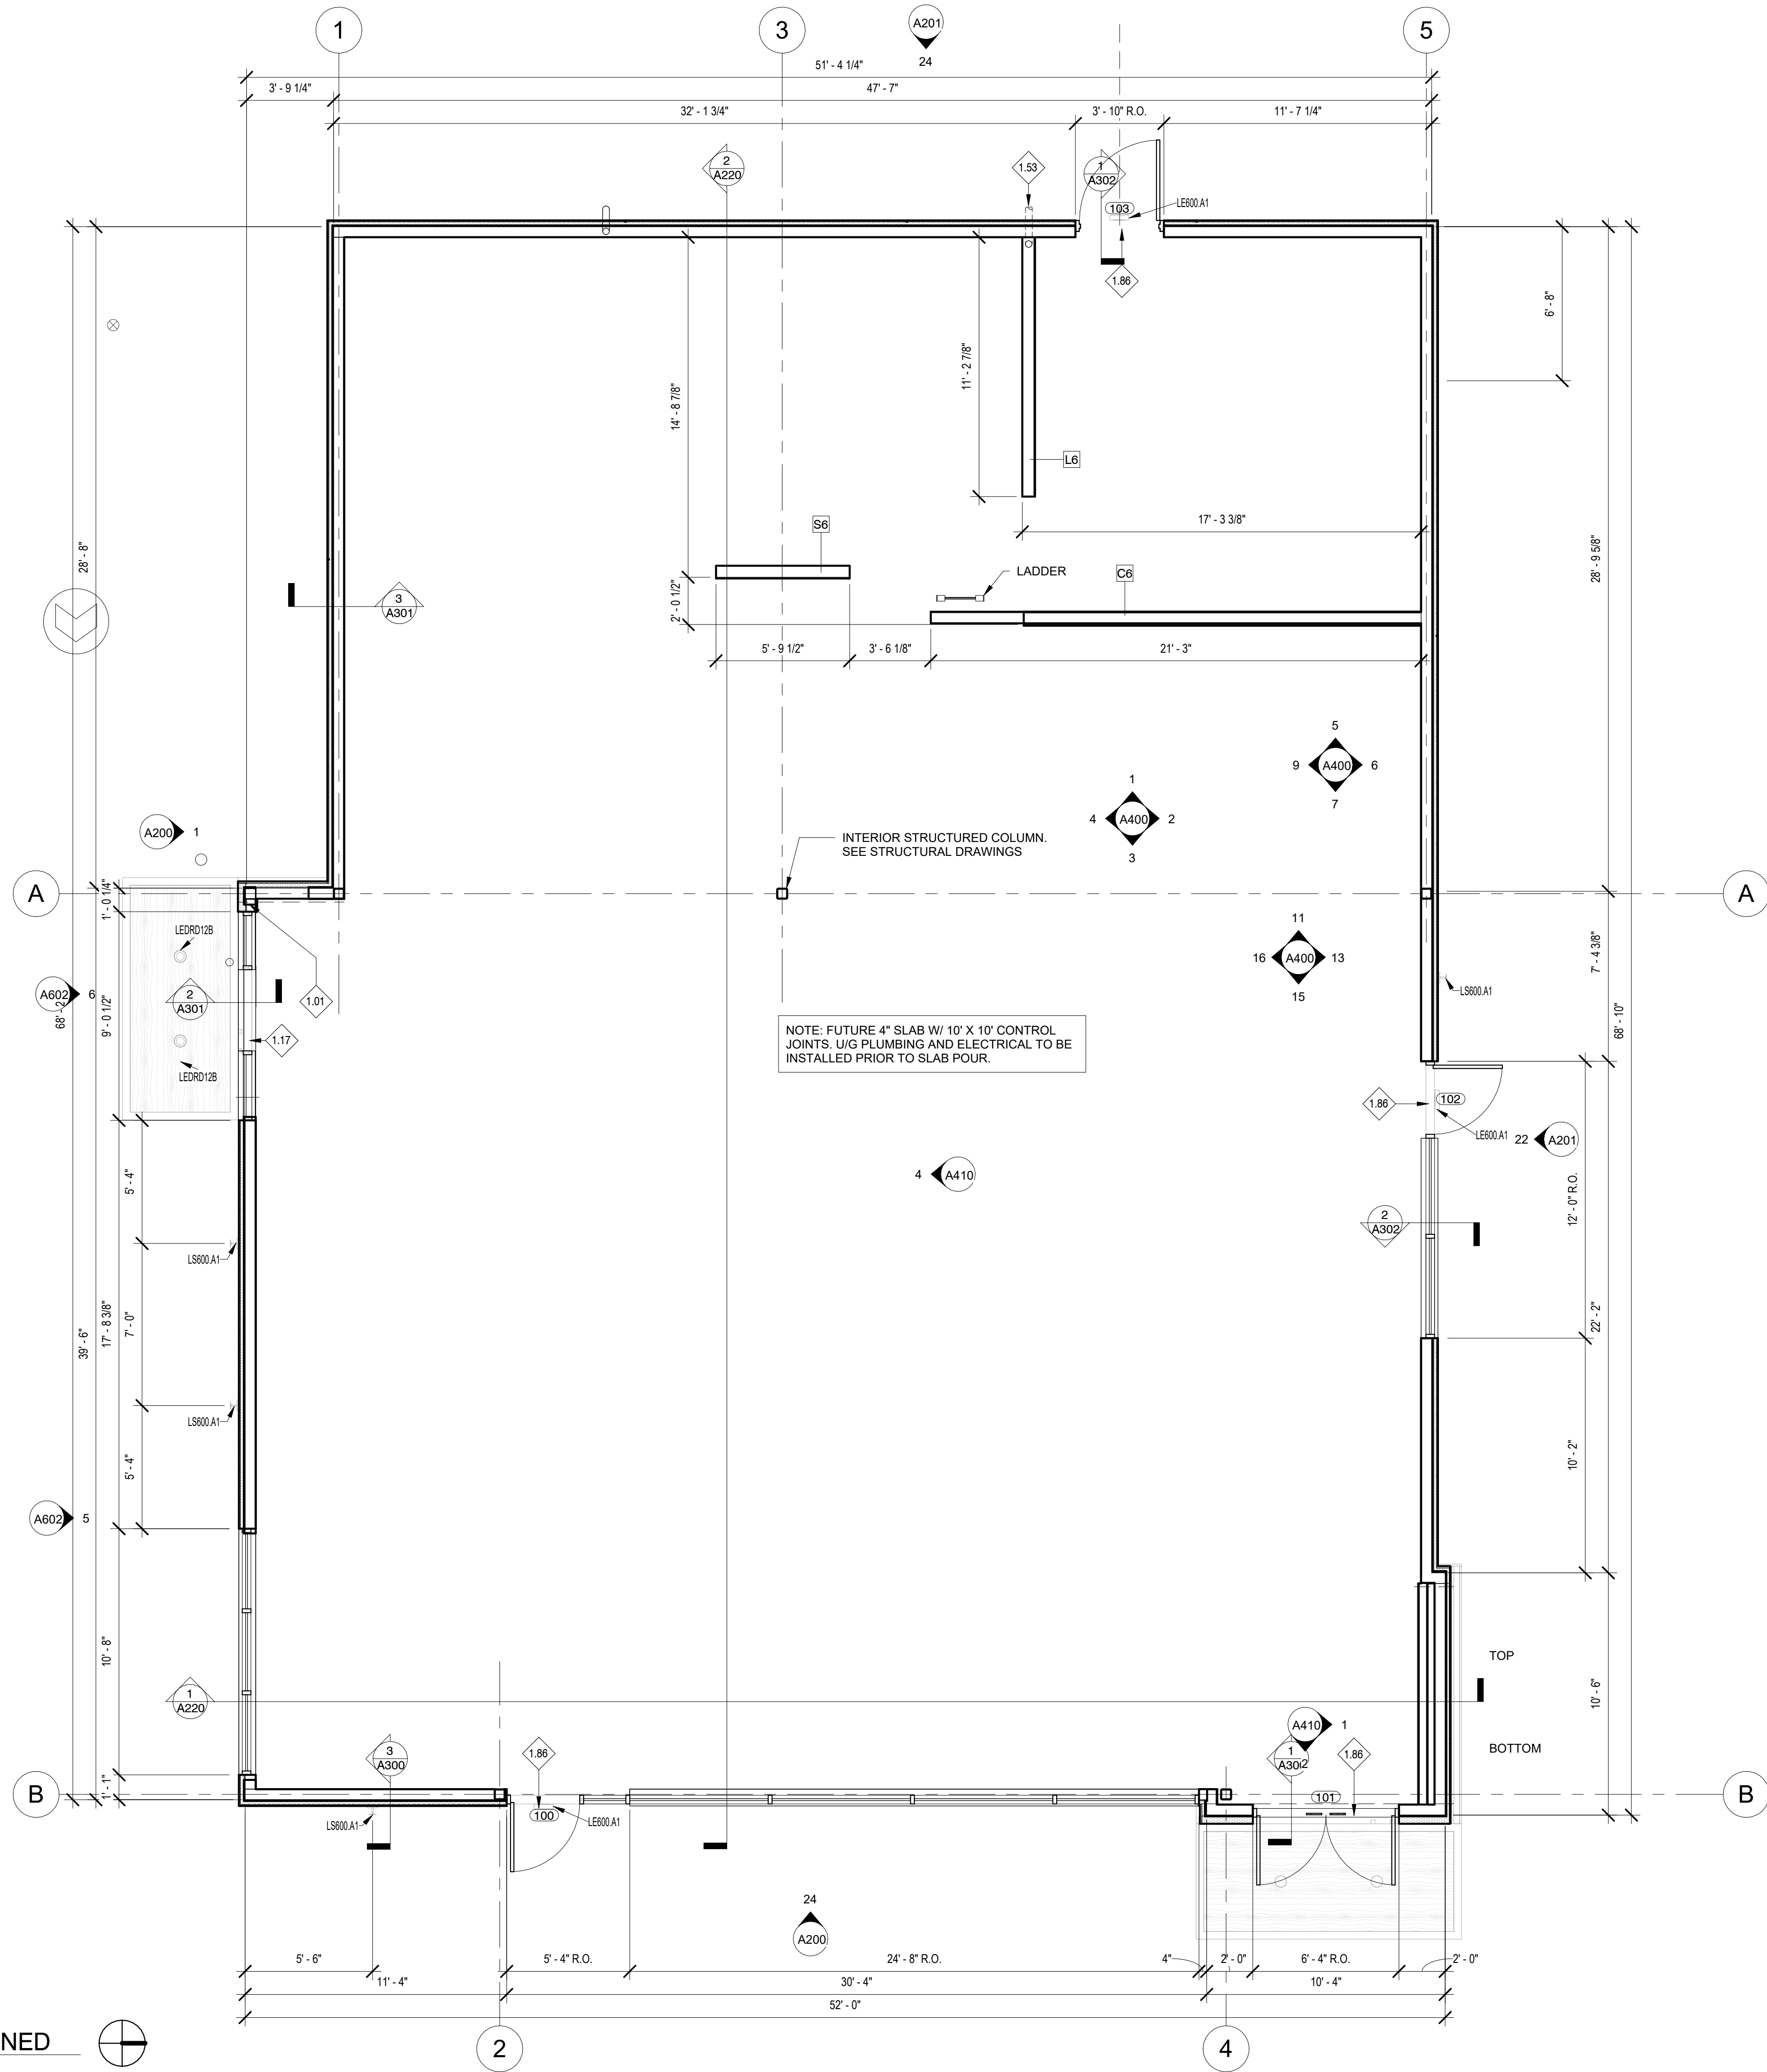 1
3
5
A201
24
51' - 4 1/4"
3' - 9 1/4"
47' - 7"
32' - 1 3/4"
3' - 10" R.O.
11' - 7 1/4"
2
A220
1.53
1
A302
103
LE600.A1
1.86
6' - 8"
11' - 2 7/8"
14' - 8 7/8"
L6
17' - 3 3/8"
28' - 8"
28' - 9 5/8"
S6
LADDER
C6
3
A301
2' - 0 1/2"
5' - 9 1/2"
3' - 6 1/8"
21' - 3"
5
9
A400
6
7
1
4
A400
2
3
A200
1
INTERIOR STRUCTURED COLUMN.
SEE STRUCTURAL DRAWINGS
A
A
1' - 0 1/4"
LEDRD12B
11
16
A400
13
15
7' - 4 3/8"
LS600.A1
A602
6
68' - 2"
9' - 0 1/2"
2
A301
1.01
68' - 10"
1.17
NOTE: FUTURE 4" SLAB W/ 10' X 10' CONTROL
JOINTS. U/G PLUMBING AND ELECTRICAL TO BE
INSTALLED PRIOR TO SLAB POUR.
LEDRD12B
1.86
102
LE600.A1
22
A201
5' - 4"
4
A410
12' - 0" R.O.
2
A302
LS600.A1
39' - 6"
17' - 8 3/8"
7' - 0"
22' - 2"
LS600.A1
5' - 4"
10' - 2"
A602
5
10' - 8"
TOP
1
A220
10' - 6"
A410
1
2
BOTTOM
3
A300
1.86
1
A300
1.86
B
B
1' - 1"
101
100
LS600.A1
LE600.A1
24
A200
5' - 6"
5' - 4" R.O.
24' - 8" R.O.
4"
2' - 0"
6' - 4" R.O.
2' - 0"
11' - 4"
30' - 4"
10' - 4"
52' - 0"
NED
2
4